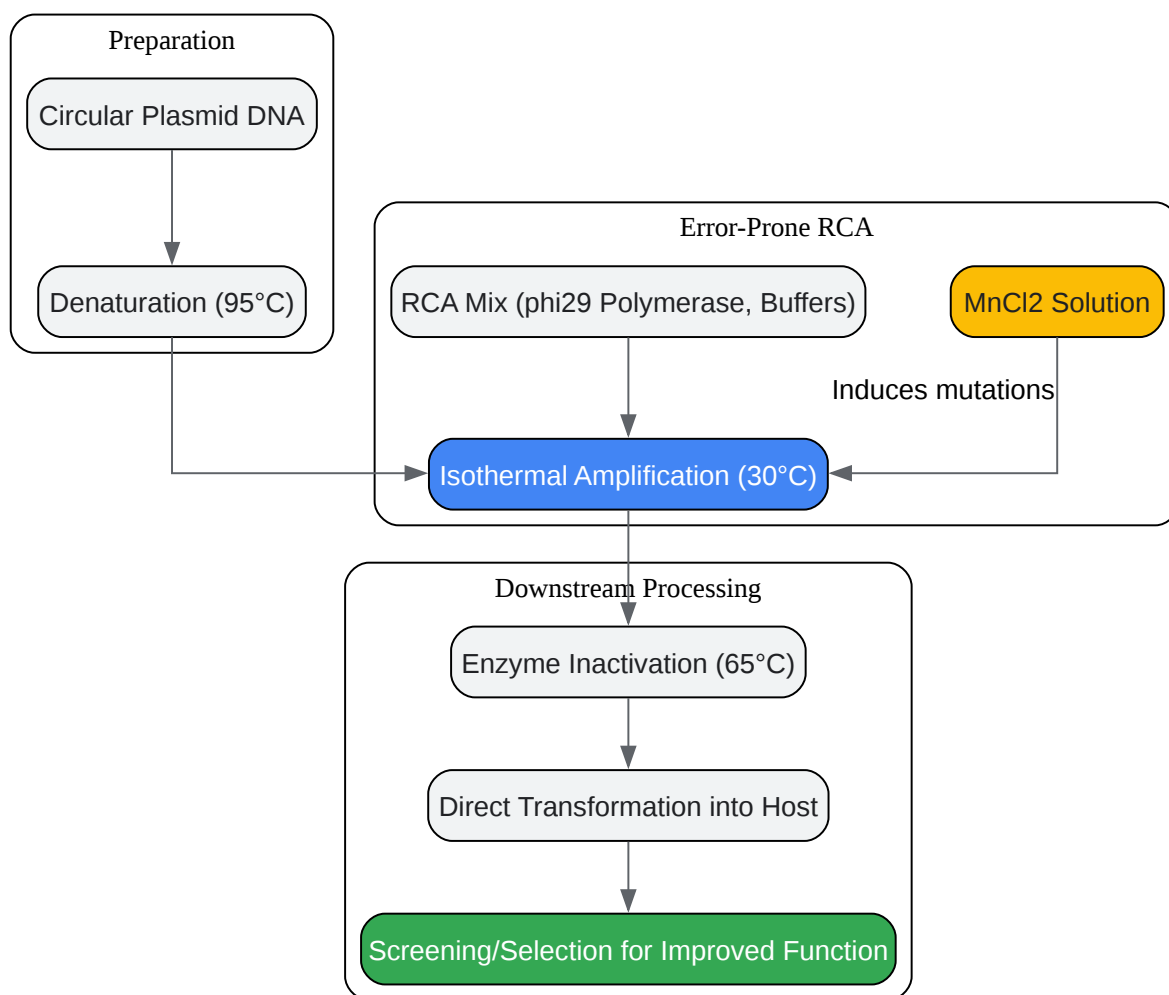 Preparation
Circular Plasmid DNA
Denaturation (95°C)
Error-Prone RCA
RCA Mix (phi29 Polymerase, Buffers)
MnCl2 Solution
Induces mutations
Isothermal Amplification (30°C)
Downstream Processing
Enzyme Inactivation (65°C)
Direct Transformation into Host
Screening/Selection for Improved Function